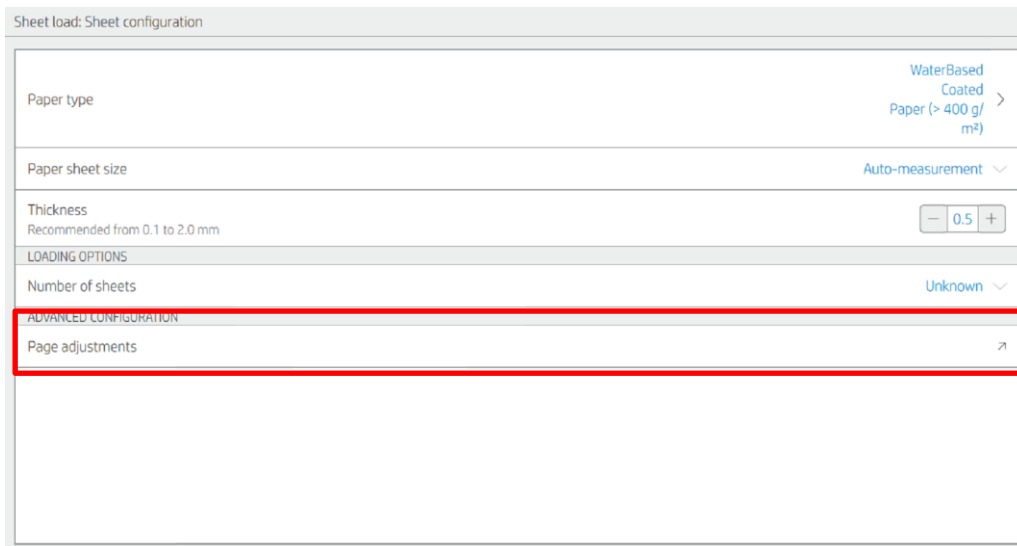 Sheet load: Sheet configuration
Paper type
WaterBased
Coated
Paper (> 400 g/
m²)
Paper sheet size
Auto-measurement
Thickness
Recommended from 0.1 to 2.0 mm
− 0.5 +
LOADING OPTIONS
Number of sheets
Unknown
ADVANCED CONFIGURATION
Page adjustments